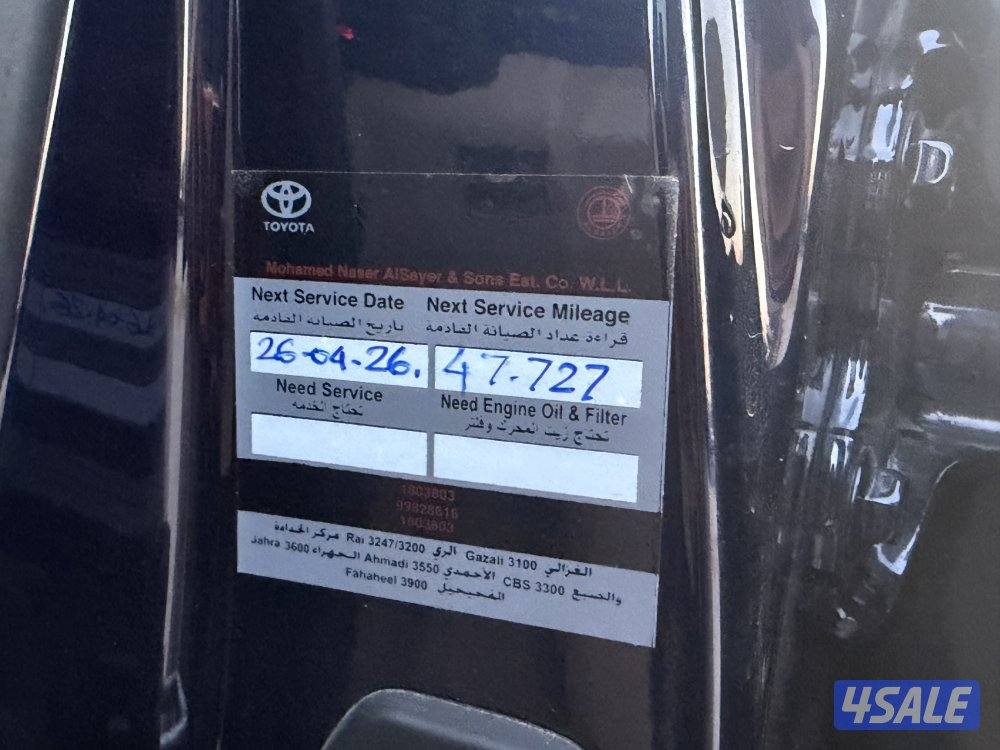 TOYOTA
Mohamed Naser AlSayer & Sons Est. Co. W.L.L.
Next Service Date Next Service Mileage
تاريخ الصيانة القادمة قراءة عداد الصيانة القادمة
26-04-26. 47.727
Need Service Need Engine Oil & Filter
تحتاج الخدمة تحتاج زيت المحرك وفلتر
1803803
99828616
1803803
الغزالي Gazali 3100 الري Rai 3247/3200 مركز الخدمة
والصبغ CBS 3300 الأحمدي Ahmadi 3550 الجهراء Jahra 3600
الفحيحيل Fahaheel 3900
4SALE